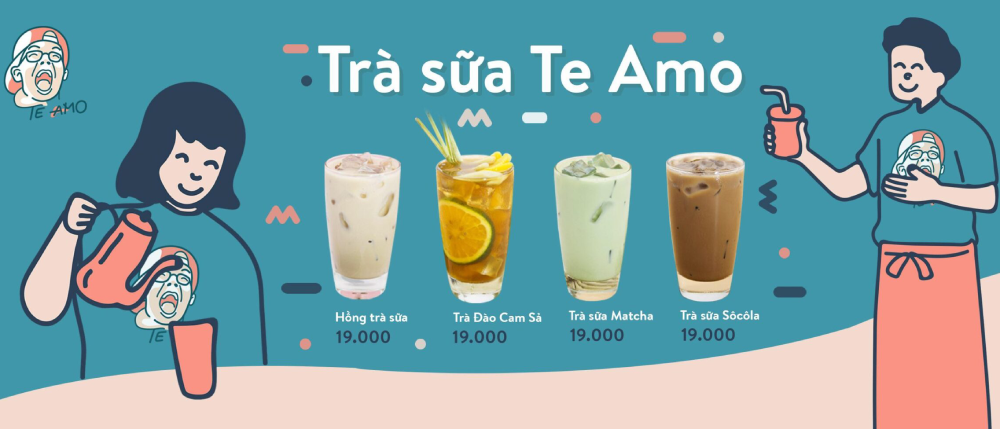 TE AMO
Trà sữa Te Amo
TE
Hồng trà sữa
19.000
Trà Đào Cam Sả
19.000
Trà sữa Matcha
19.000
Trà sữa Sôcôla
19.000